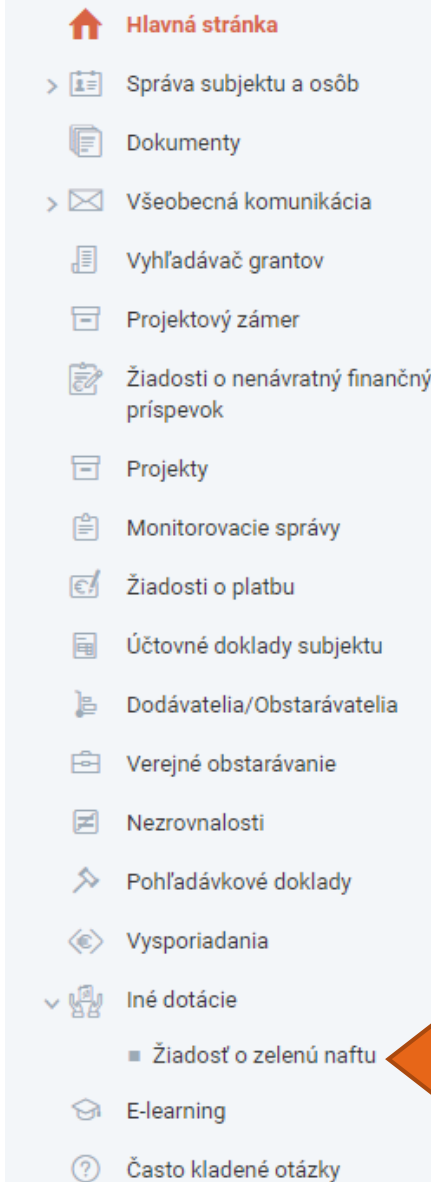 Hlavná stránka
Správa subjektu a osôb
Dokumenty
Všeobecná komunikácia
Vyhľadávač grantov
Projektový zámer
Žiadosti o nenávratný finančný
príspevok
Projekty
Monitorovacie správy
Žiadosti o platbu
Účtovné doklady subjektu
Dodávatelia/Obstarávatelia
Verejné obstarávanie
Nezrovnalosti
Pohľadávkové doklady
Vysporiadania
Iné dotácie
Žiadosť o zelenú naftu
E-learning
Často kladené otázky